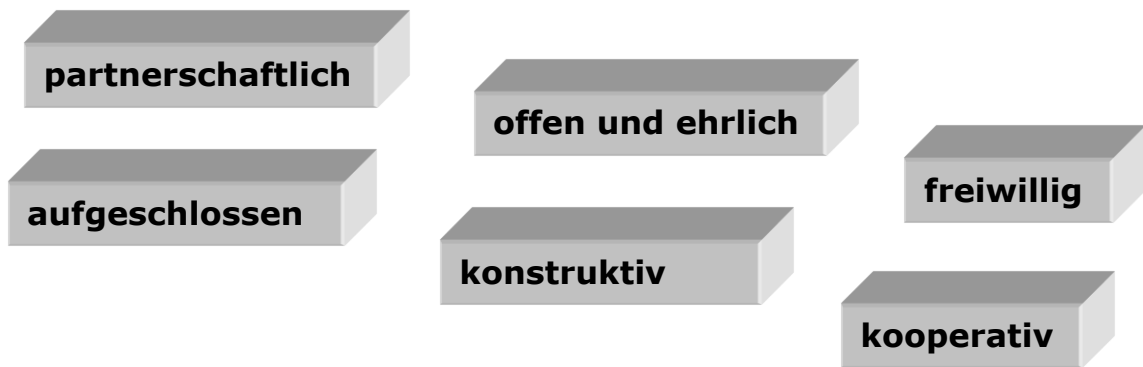 partnerschaftlich
offen und ehrlich
freiwillig
aufgeschlossen
konstruktiv
kooperativ